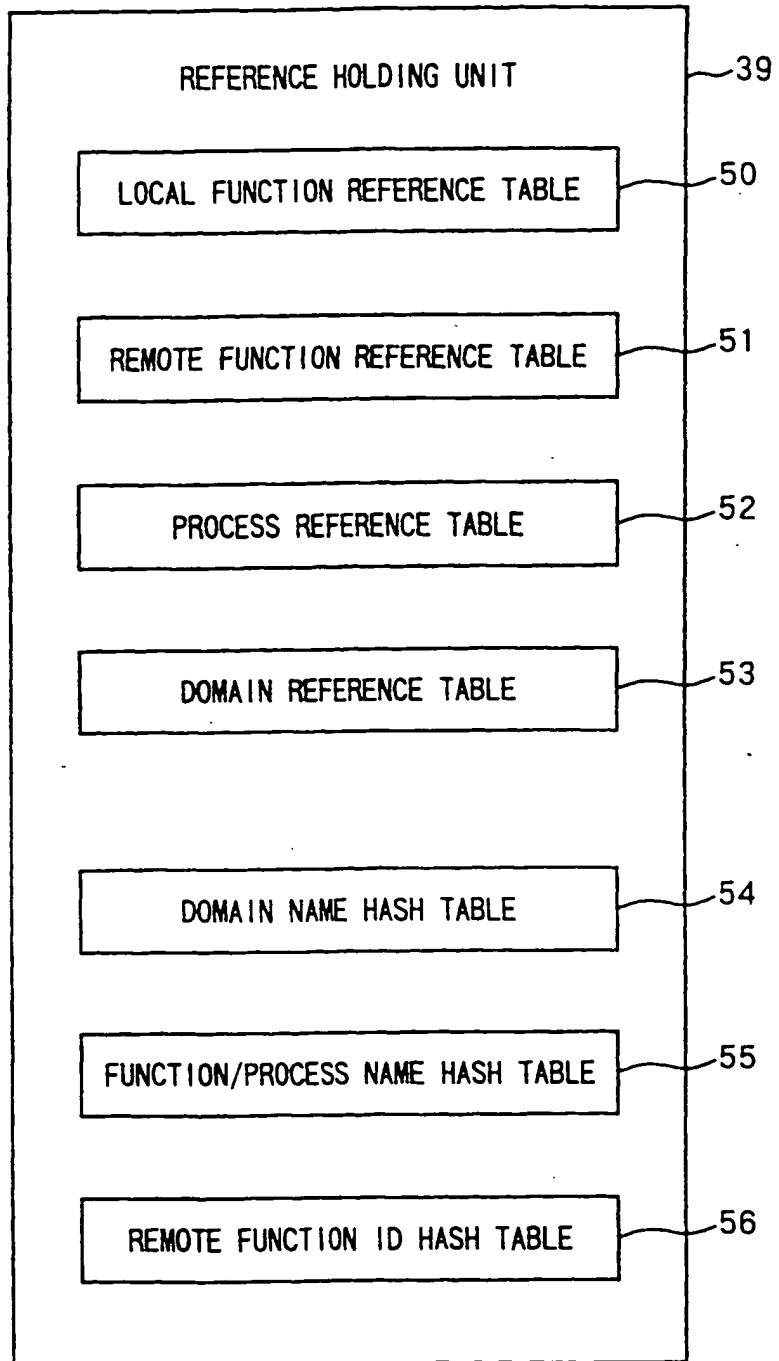 REFERENCE HOLDING UNIT
39
LOCAL FUNCTION REFERENCE TABLE
50
REMOTE FUNCTION REFERENCE TABLE
51
PROCESS REFERENCE TABLE
52
DOMAIN REFERENCE TABLE
53
DOMAIN NAME HASH TABLE
54
FUNCTION/PROCESS NAME HASH TABLE
55
REMOTE FUNCTION ID HASH TABLE
56